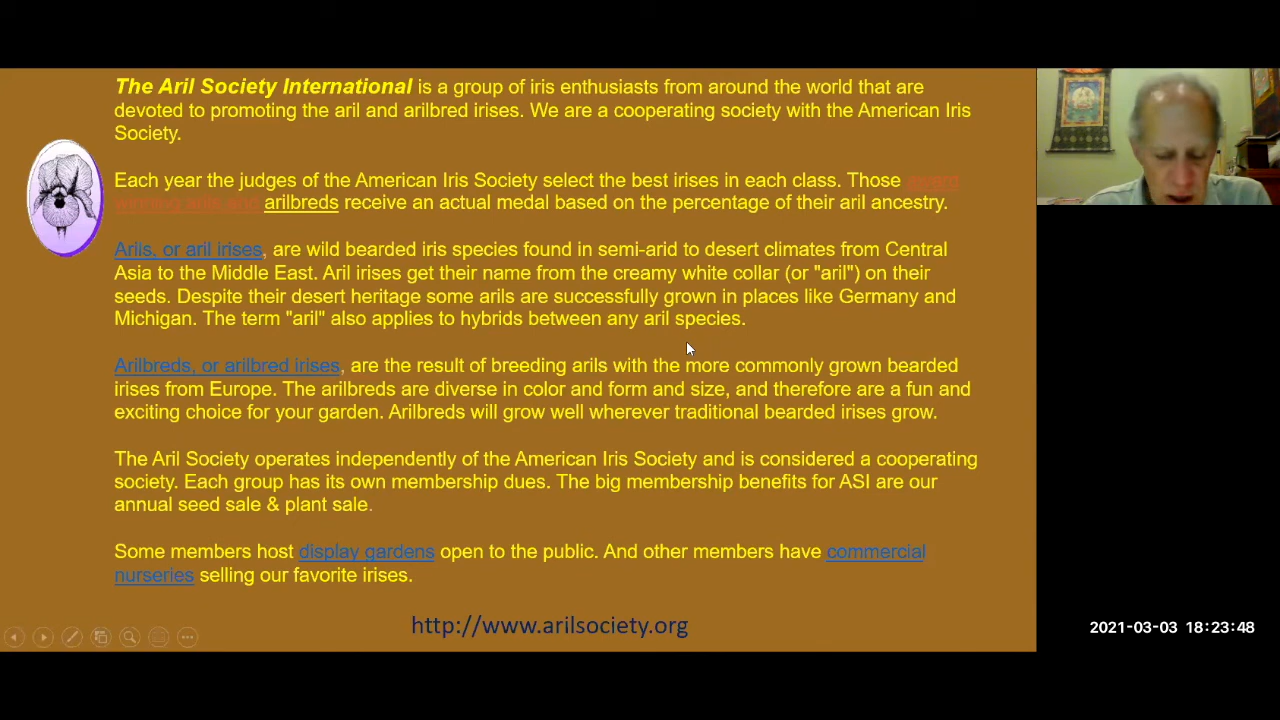 The Aril Society International is a group of iris enthusiasts from around the world that are
devoted to promoting the aril and arilbred irises. We are a cooperating society with the American Iris
Society.
Each year the judges of the American Iris Society select the best irises in each class. Those award
winning arils and arilbreds receive an actual medal based on the percentage of their aril ancestry.
Arils, or aril irises, are wild bearded iris species found in semi-arid to desert climates from Central
Asia to the Middle East. Aril irises get their name from the creamy white collar (or "aril") on their
seeds. Despite their desert heritage some arils are successfully grown in places like Germany and
Michigan. The term "aril" also applies to hybrids between any aril species.
Arilbreds, or arilbred irises, are the result of breeding arils with the more commonly grown bearded
irises from Europe. The arilbreds are diverse in color and form and size, and therefore are a fun and
exciting choice for your garden. Arilbreds will grow well wherever traditional bearded irises grow.
The Aril Society operates independently of the American Iris Society and is considered a cooperating
society. Each group has its own membership dues. The big membership benefits for ASI are our
annual seed sale & plant sale.
Some members host display gardens open to the public. And other members have commercial
nurseries selling our favorite irises.
http://www.arilsociety.org
2021-03-03 18:23:48